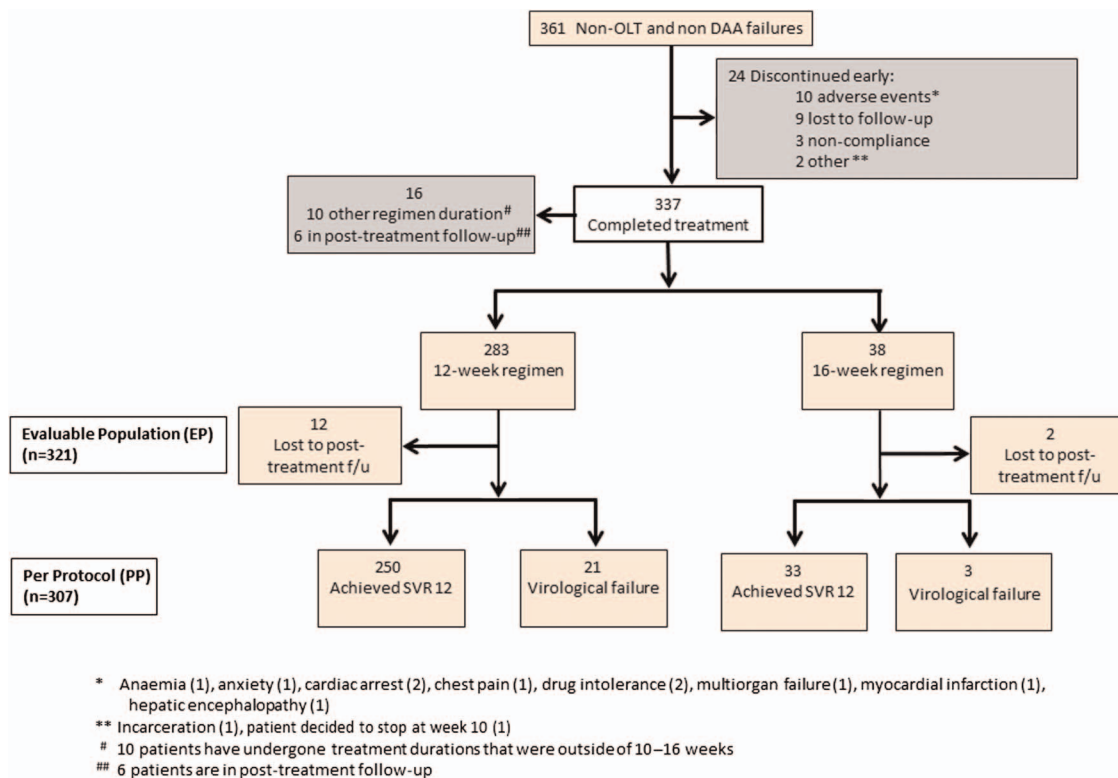 361 Non-OLT and non DAA failures
24 Discontinued early:
10 adverse events*
9 lost to follow-up
3 non-compliance
2 other **
16
10 other regimen duration#
6 in post-treatment follow-up##
337
Completed treatment
283
12-week regimen
38
16-week regimen
Evaluable Population (EP)
(n=321)
12
Lost to post-
treatment f/u
2
Lost to post-
treatment f/u
Per Protocol (PP)
(n=307)
250
Achieved SVR 12
21
Virological failure
33
Achieved SVR 12
3
Virological failure
* Anaemia (1), anxiety (1), cardiac arrest (2), chest pain (1), drug intolerance (2), multiorgan failure (1), myocardial infarction (1),
hepatic encephalopathy (1)
** Incarceration (1), patient decided to stop at week 10 (1)
# 10 patients have undergone treatment durations that were outside of 10–16 weeks
## 6 patients are in post-treatment follow-up